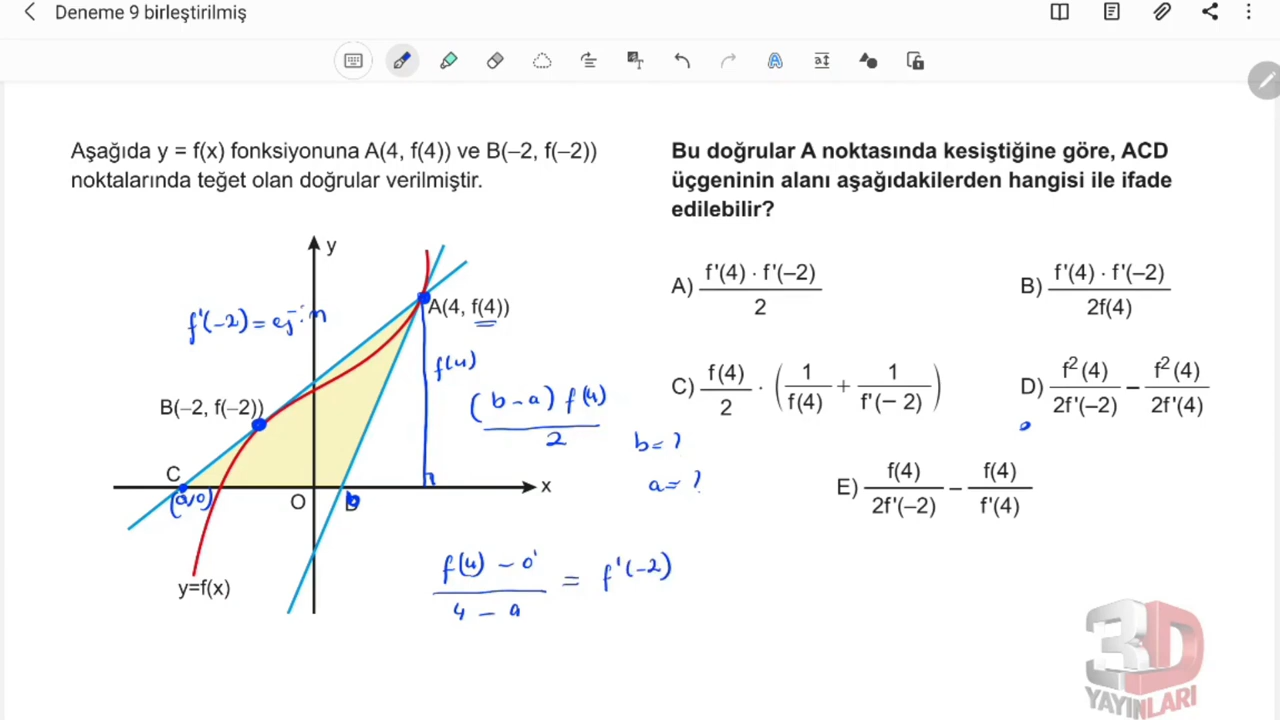 Deneme 9 birleştirilmiş
Aşağıda y = f(x) fonksiyonuna A(4, f(4)) ve B(–2, f(–2))
noktalarında teğet olan doğrular verilmiştir.
y
A(4, f(4))
f'(-2) = eğim
f(4)
B(–2, f(–2))
(b - a) f(4)
2
b = ?
a = ?
C
(a,0)
O
b
x
y=f(x)
f(4) - 0
4 - a
= f'(-2)
Bu doğrular A noktasında kesiştiğine göre, ACD
üçgeninin alanı aşağıdakilerden hangisi ile ifade
edilebilir?
A) f'(4) · f'(–2) / 2
B) f'(4) · f'(–2) / 2f(4)
C) f(4) / 2 · ( 1 / f(4) + 1 / f'(– 2) )
D) f²(4) / 2f'(–2) – f²(4) / 2f'(4)
E) f(4) / 2f'(–2) – f(4) / f'(4)
3D
YAYINLARI